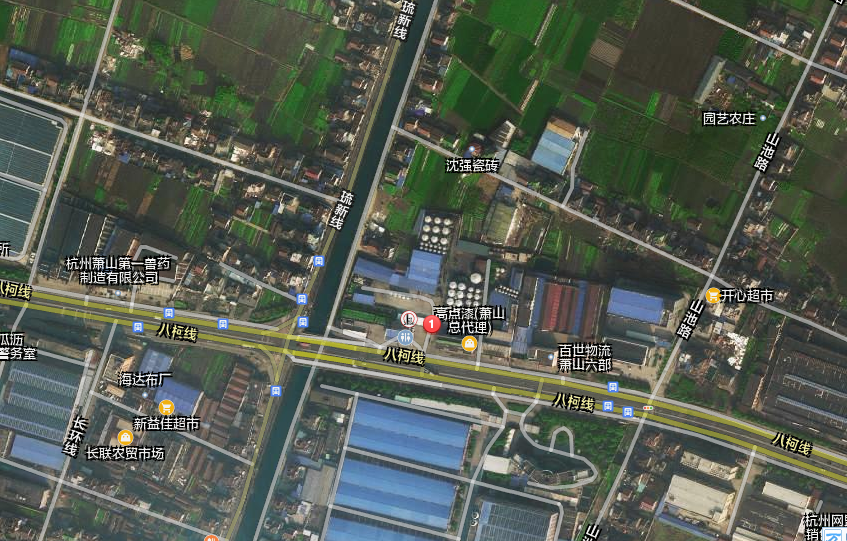 琉新线
园艺农庄
山池路
沈强瓷砖
琉新线
所
杭州萧山第一兽药
制造有限公司
八柯线
开心超市
山池路
高点漆(萧山
总代理)
1
八柯线
八柯线
百世物流
萧山六部
瓜沥
警务室
海达布厂
八柯线
新益佳超市
长环线
长联农贸市场
八柯线
山
杭州网
销